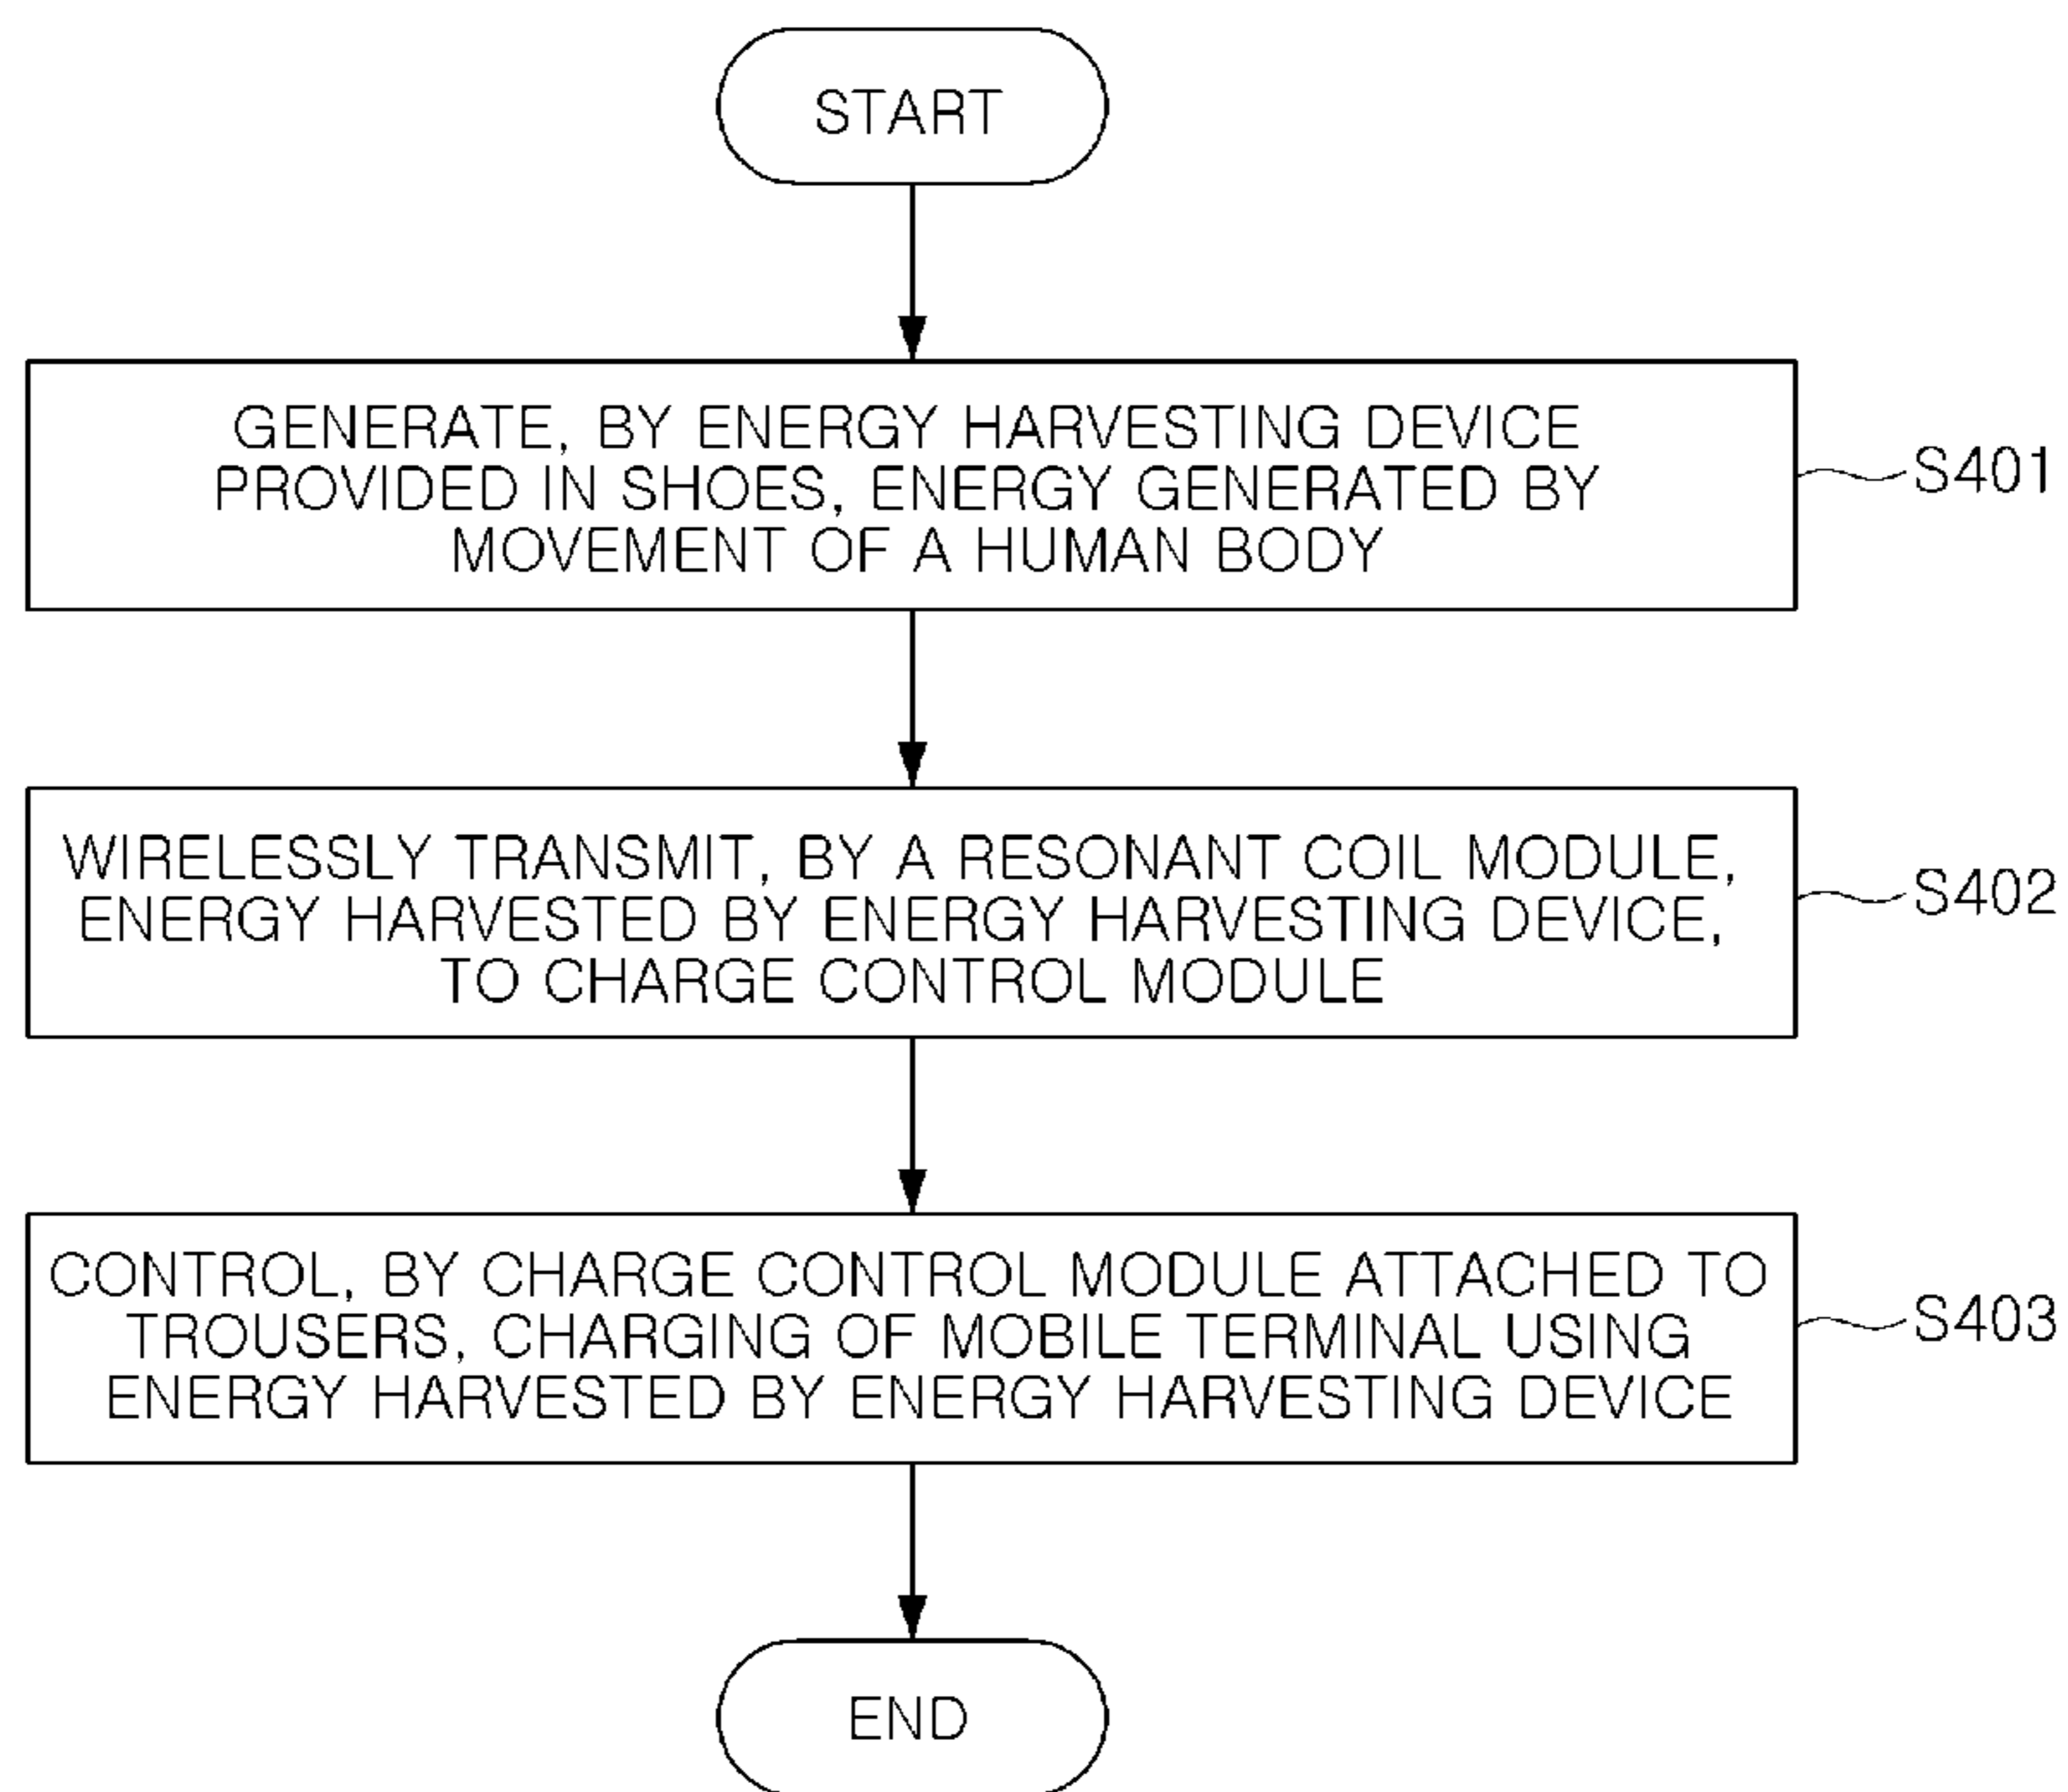 START
GENERATE, BY ENERGY HARVESTING DEVICE
PROVIDED IN SHOES, ENERGY GENERATED BY
MOVEMENT OF A HUMAN BODY
S401
WIRELESSLY TRANSMIT, BY A RESONANT COIL MODULE,
ENERGY HARVESTED BY ENERGY HARVESTING DEVICE,
TO CHARGE CONTROL MODULE
S402
CONTROL, BY CHARGE CONTROL MODULE ATTACHED TO
TROUSERS, CHARGING OF MOBILE TERMINAL USING
ENERGY HARVESTED BY ENERGY HARVESTING DEVICE
S403
END